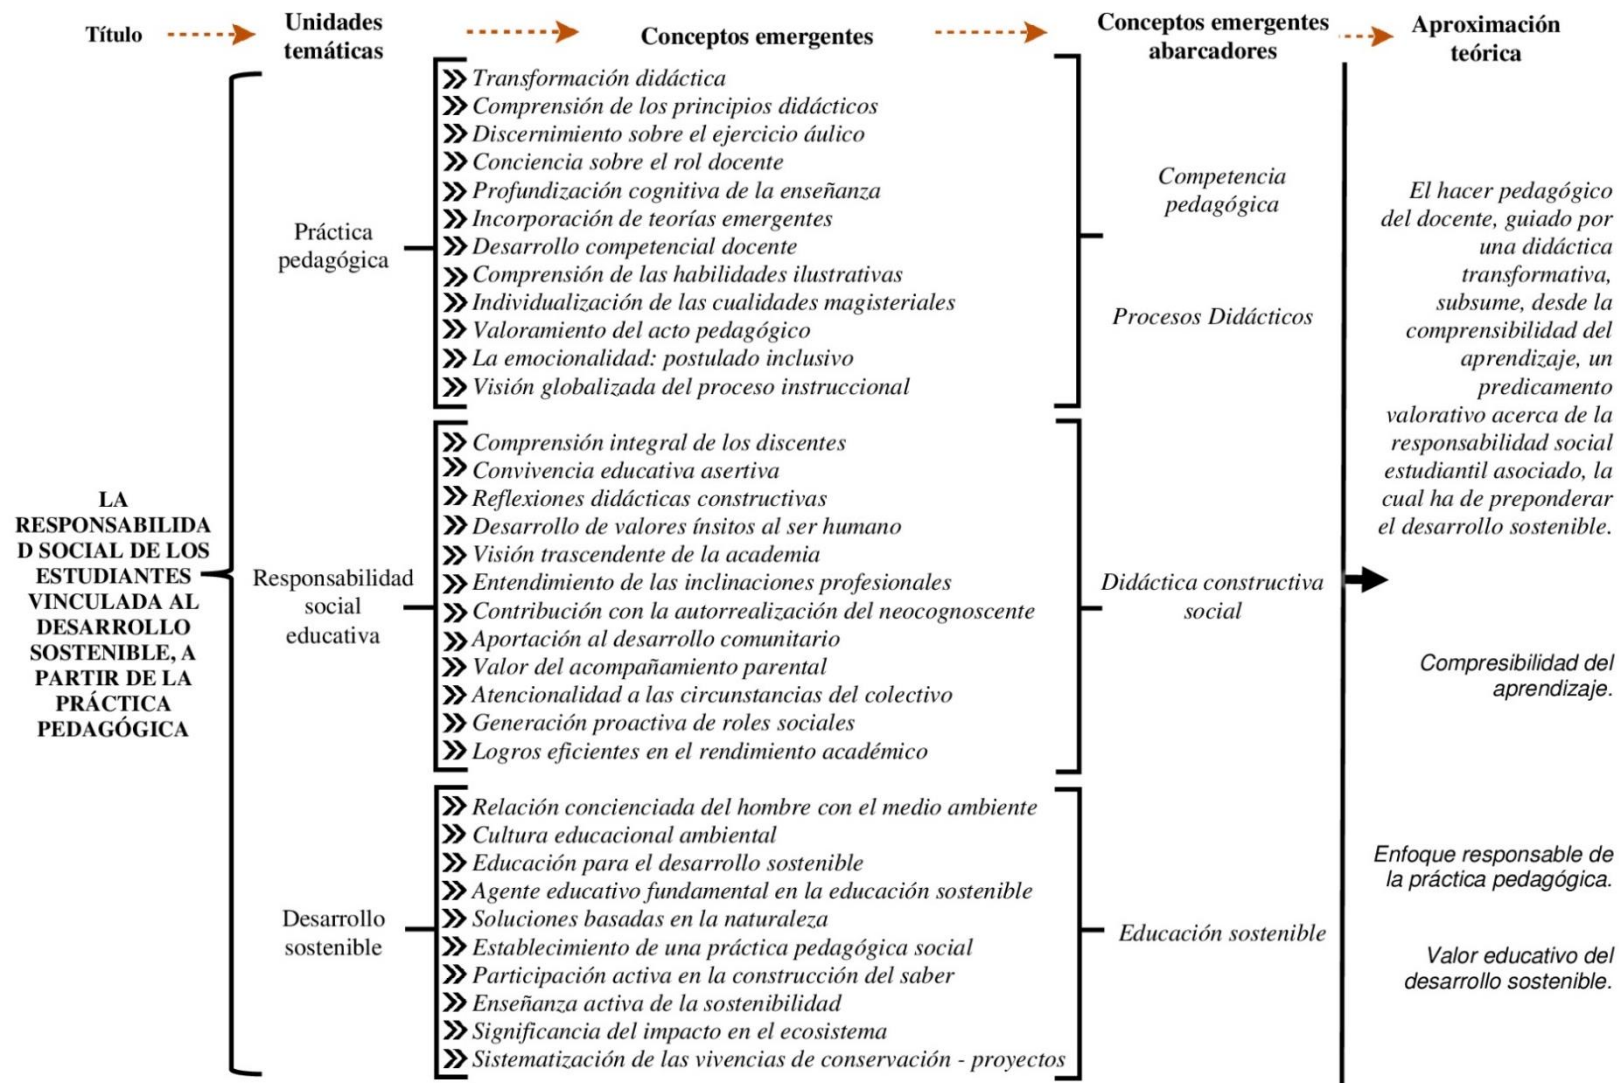 Título
Unidades
temáticas
Conceptos emergentes
Conceptos emergentes
abarcadores
Aproximación
teórica
LA
RESPONSABILIDA
D SOCIAL DE LOS
ESTUDIANTES
VINCULADA AL
DESARROLLO
SOSTENIBLE, A
PARTIR DE LA
PRÁCTICA
PEDAGÓGICA
Práctica
pedagógica
Transformación didáctica
Comprensión de los principios didácticos
Discernimiento sobre el ejercicio áulico
Conciencia sobre el rol docente
Profundización cognitiva de la enseñanza
Incorporación de teorías emergentes
Desarrollo competencial docente
Comprensión de las habilidades ilustrativas
Individualización de las cualidades magisteriales
Valoramiento del acto pedagógico
La emocionalidad: postulado inclusivo
Visión globalizada del proceso instruccional
Competencia
pedagógica
Procesos Didácticos
Responsabilidad
social
educativa
Comprensión integral de los discentes
Convivencia educativa asertiva
Reflexiones didácticas constructivas
Desarrollo de valores ínsitos al ser humano
Visión trascendente de la academia
Entendimiento de las inclinaciones profesionales
Contribución con la autorrealización del neocognoscente
Aportación al desarrollo comunitario
Valor del acompañamiento parental
Atencionalidad a las circunstancias del colectivo
Generación proactiva de roles sociales
Logros eficientes en el rendimiento académico
Didáctica constructiva
social
Desarrollo
sostenible
Relación concienciada del hombre con el medio ambiente
Cultura educacional ambiental
Educación para el desarrollo sostenible
Agente educativo fundamental en la educación sostenible
Soluciones basadas en la naturaleza
Establecimiento de una práctica pedagógica social
Participación activa en la construcción del saber
Enseñanza activa de la sostenibilidad
Significancia del impacto en el ecosistema
Sistematización de las vivencias de conservación - proyectos
Educación sostenible
El hacer pedagógico
del docente, guiado por
una didáctica
transformativa,
subsume, desde la
comprensibilidad del
aprendizaje, un
predicamento
valorativo acerca de la
responsabilidad social
estudiantil asociado, la
cual ha de preponderar
el desarrollo sostenible.
Compresibilidad del
aprendizaje.
Enfoque responsable de
la práctica pedagógica.
Valor educativo del
desarrollo sostenible.